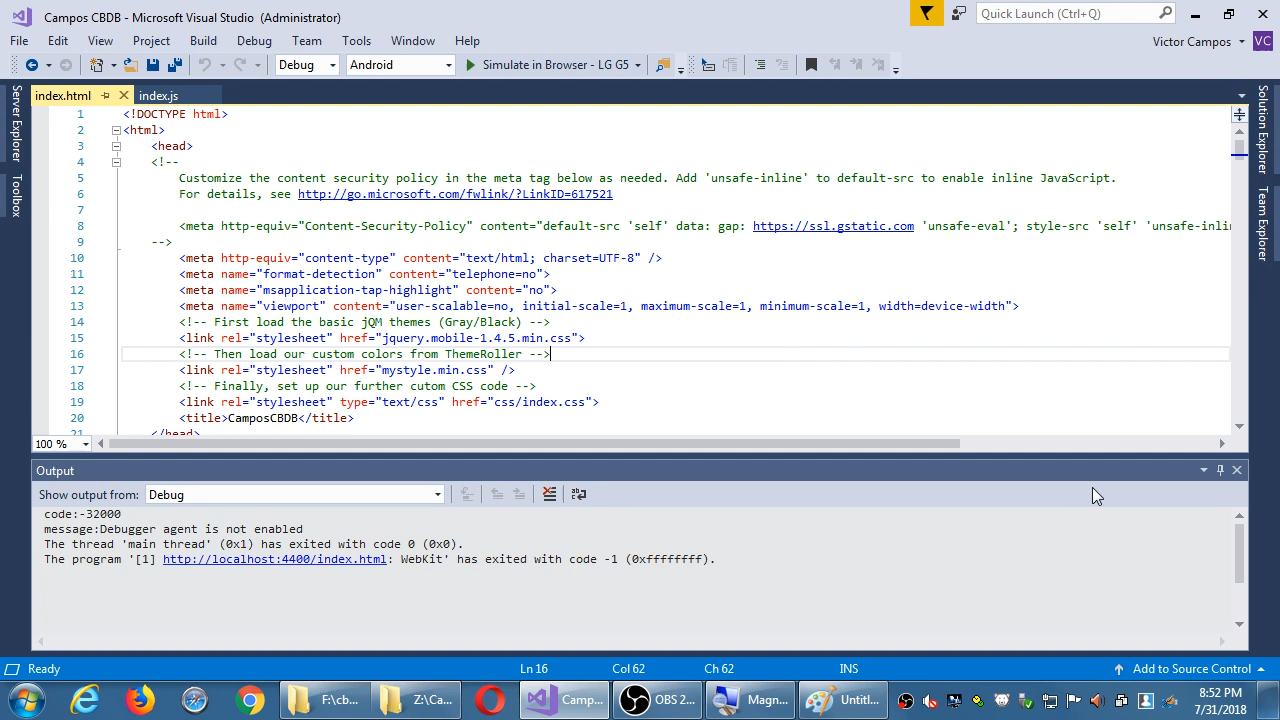 Campos CBDB - Microsoft Visual Studio (Administrator)
Quick Launch (Ctrl+Q)
File Edit View Project Build Debug Team Tools Window Help
Victor Campos VC
Debug Android Simulate in Browser - LG G5
index.html index.js
Server Explorer
Toolbox
Solution Explorer
Team Explorer
1 <!DOCTYPE html>
2 <html>
3 <head>
4 <!--
5 Customize the content security policy in the meta tag below as needed. Add 'unsafe-inline' to default-src to enable inline JavaScript.
6 For details, see http://go.microsoft.com/fwlink/?LinkID=617521
7
8 <meta http-equiv="Content-Security-Policy" content="default-src 'self' data: gap: https://ssl.gstatic.com 'unsafe-eval'; style-src 'self' 'unsafe-inlin
9 -->
10 <meta http-equiv="content-type" content="text/html; charset=UTF-8" />
11 <meta name="format-detection" content="telephone=no">
12 <meta name="msapplication-tap-highlight" content="no">
13 <meta name="viewport" content="user-scalable=no, initial-scale=1, maximum-scale=1, minimum-scale=1, width=device-width">
14 <!-- First load the basic jQM themes (Gray/Black) -->
15 <link rel="stylesheet" href="jquery.mobile-1.4.5.min.css">
16 <!-- Then load our custom colors from ThemeRoller -->
17 <link rel="stylesheet" href="mystyle.min.css" />
18 <!-- Finally, set up our further cutom CSS code -->
19 <link rel="stylesheet" type="text/css" href="css/index.css">
20 <title>CamposCBDB</title>
21 </head>
100 %
Output
Show output from: Debug
code:-32000
message:Debugger agent is not enabled
The thread 'main thread' (0x1) has exited with code 0 (0x0).
The program '[1] http://localhost:4400/index.html: WebKit' has exited with code -1 (0xffffffff).
Ready Ln 16 Col 62 Ch 62 INS Add to Source Control
F:\cb... Z:\Ca... Camp... OBS 2... Magn... Untitl...
8:52 PM
7/31/2018